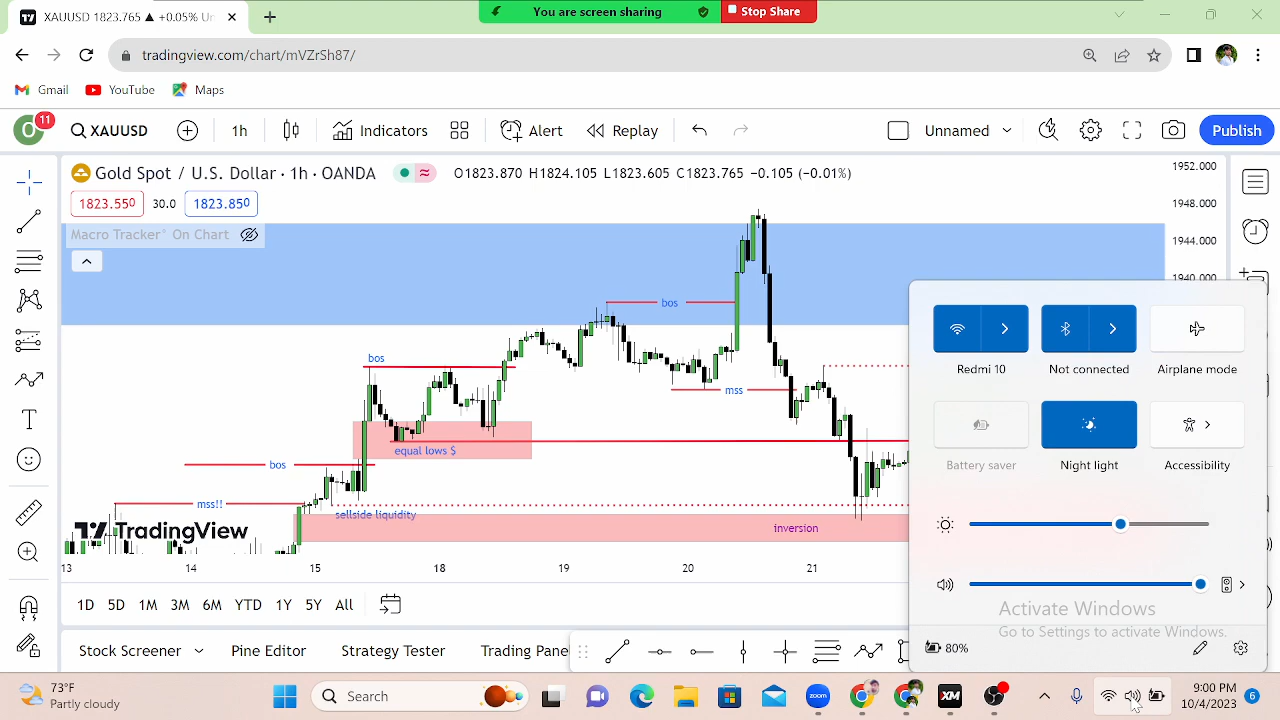 XAUUSD 1823.765 ▲ +0.05% Ur
You are screen sharing
Stop Share
tradingview.com/chart/mVZrSh87/
Gmail YouTube Maps
O 11 XAUUSD 1h Indicators Alert Replay Unnamed Publish
Gold Spot / U.S. Dollar · 1h · OANDA O1823.870 H1824.105 L1823.605 C1823.765 −0.105 (−0.01%)
1823.550 30.0 1823.850
Macro Tracker° On Chart
1952.000
1948.000
1944.000
1940.000
bos
bos
mss
equal lows $
bos
mss!!
sellside liquidity
inversion
TradingView
13 14 15 18 19 20 21
Redmi 10 Not connected Airplane mode
Battery saver Night light Accessibility
Activate Windows
Go to Settings to activate Windows.
80%
1D 5D 1M 3M 6M YTD 1Y 5Y All
Stock Screener Pine Editor Strategy Tester Trading Pane
73°F
Partly cloudy
Search
zoom
XM
9:00 PM
10/4/2023
6